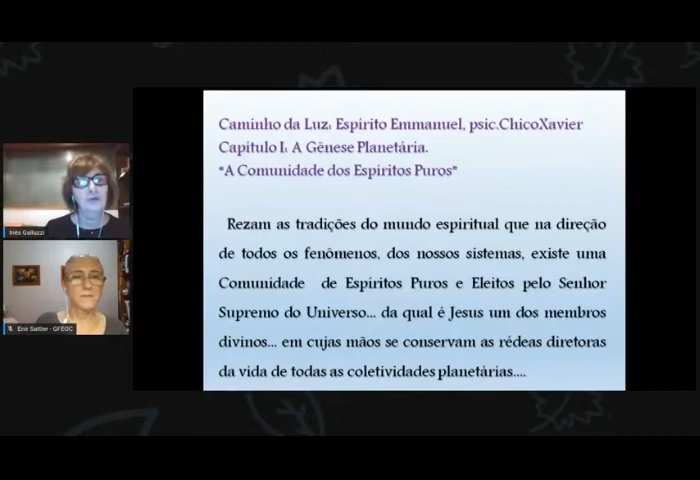 Caminho da Luz: Espírito Emmanuel, psic.ChicoXavier
Capítulo I: A Gênese Planetária.
"A Comunidade dos Espíritos Puros"
Rezam as tradições do mundo espiritual que na direção
de todos os fenômenos, dos nossos sistemas, existe uma
Comunidade de Espíritos Puros e Eleitos pelo Senhor
Supremo do Universo... da qual é Jesus um dos membros
divinos... em cujas mãos se conservam as rédeas diretoras
da vida de todas as coletividades planetárias....
Inês Galluzzi
Enir Sattler - GFEOC